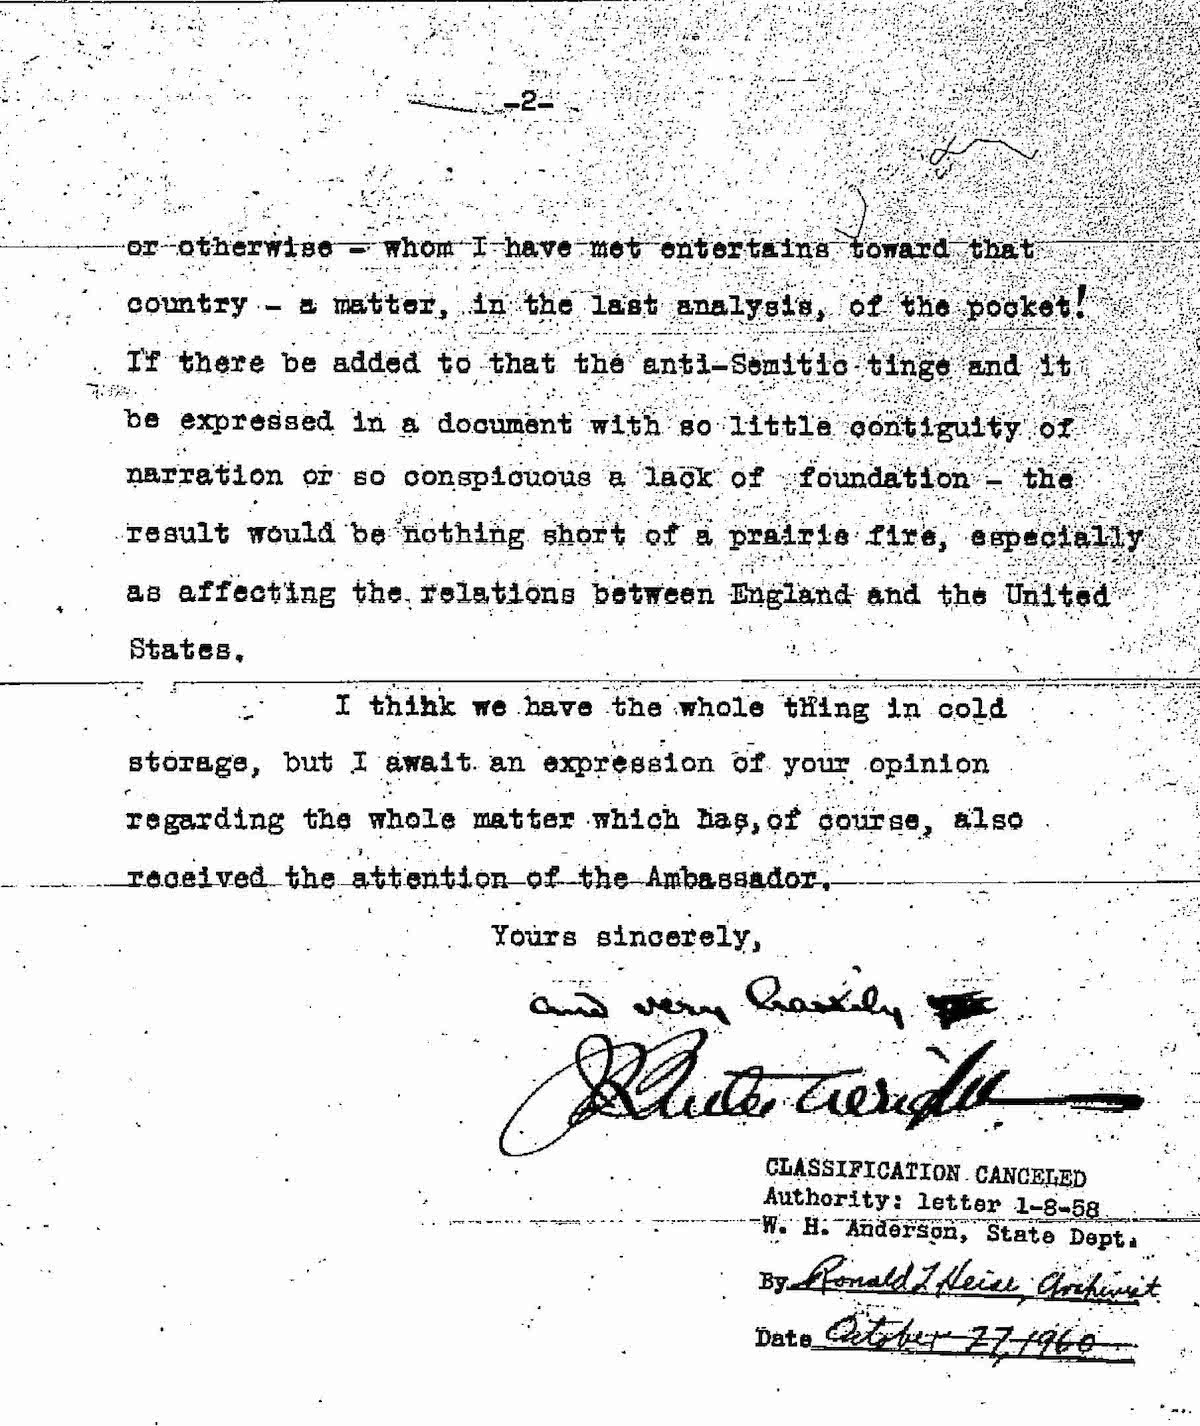 -2-
or otherwise - whom I have met entertains toward that
country - a matter, in the last analysis, of the pocket!
If there be added to that the anti-Semitic tinge and it
be expressed in a document with so little contiguity of
narration or so conspicuous a lack of foundation - the
result would be nothing short of a prairie fire, especially
as affecting the relations between England and the United
States.
I think we have the whole thing in cold
storage, but I await an expression of your opinion
regarding the whole matter which has, of course, also
received the attention of the Ambassador.
Yours sincerely,
and very hastily
CLASSIFICATION CANCELED
Authority: letter 1-8-58
W. H. Anderson, State Dept.
By Ronald L Heise, Archivist
Date October 27, 1960